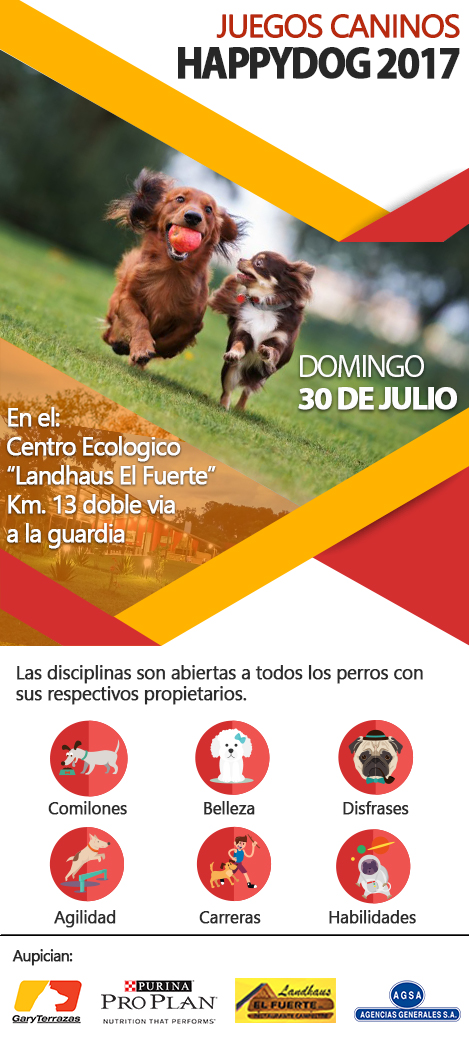 JUEGOS CANINOS
HAPPYDOG 2017
DOMINGO
30 DE JULIO
En el:
Centro Ecologico
“Landhaus El Fuerte”
Km. 13 doble via
a la guardia
Las disciplinas son abiertas a todos los perros con
sus respectivos propietarios.
Comilones Belleza Disfrases
Agilidad Carreras Habilidades
Aupician:
GaryTerrazas
PURINA
PRO PLAN
NUTRITION THAT PERFORMS
Landhaus
EL FUERTE
RESTAURANTE CAMPESTRE
AGSA
AGENCIAS GENERALES S.A.